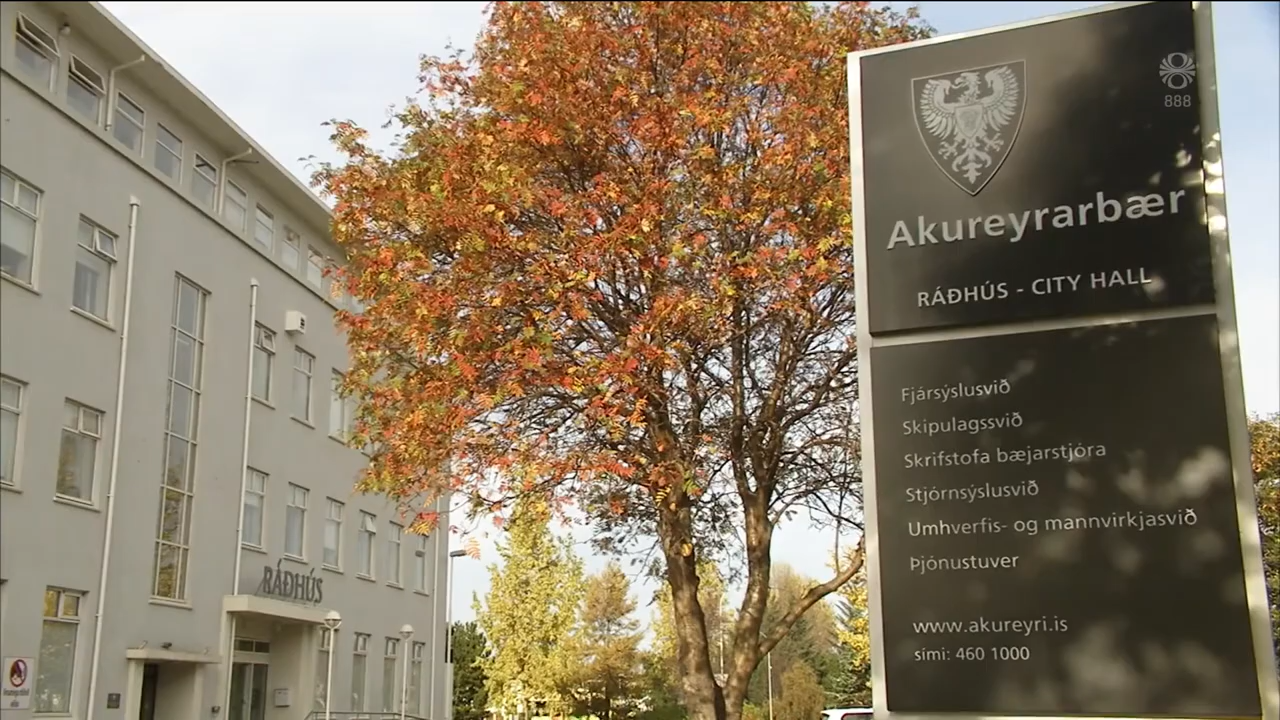 888
Akureyrarbær
RÁÐHÚS - CITY HALL
Fjársýslusvið
Skipulagssvið
Skrifstofa bæjarstjóra
Stjórnsýslusvið
Umhverfis- og mannvirkjasvið
Þjónustuver
www.akureyri.is
sími: 460 1000
RÁÐHÚS